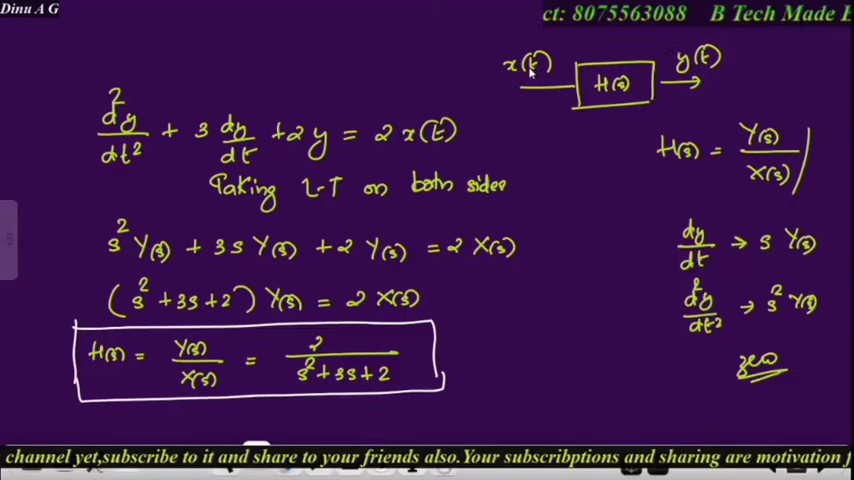 Dinu A G
ct: 8075563088 B Tech Made E
x(t) H(s) y(t)
d²y/dt² + 3 dy/dt + 2y = 2 x(t)
H(s) = Y(s)/X(s)
Taking L-T on both sides
s² Y(s) + 3s Y(s) + 2 Y(s) = 2 X(s)
dy/dt → s Y(s)
(s² + 3s + 2) Y(s) = 2 X(s)
d²y/dt² → s² Y(s)
H(s) = Y(s)/X(s) = 2/(s² + 3s + 2)
zero
channel yet,subscribe to it and share to your friends also.Your subscribptions and sharing are motivation f